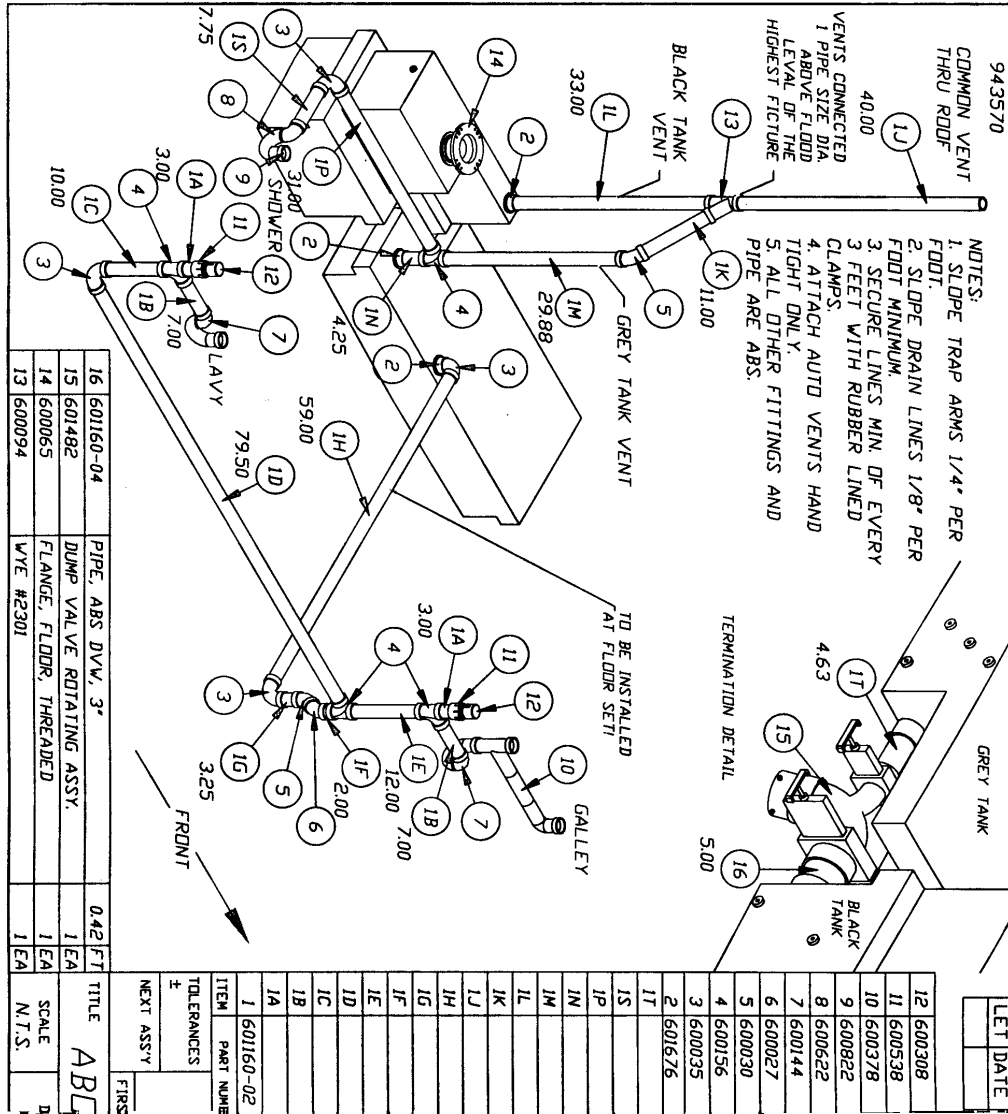 943570
COMMON VENT
THRU ROOF
40.00
1J
VENTS CONNECTED
1 PIPE SIZE DIA
ABOVE FLOOD
LEVAL OF THE
HIGHEST FICTURE
13
NOTES:
1. SLOPE TRAP ARMS 1/4" PER
FOOT.
2. SLOPE DRAIN LINES 1/8" PER
FOOT MINIMUM.
3. SECURE LINES MIN. OF EVERY
3 FEET WITH RUBBER LINED
CLAMPS.
4. ATTACH AUTO VENTS HAND
TIGHT ONLY.
5. ALL OTHER FITTINGS AND
PIPE ARE ABS.
1K
11.00
5
1L
33.00
BLACK TANK
VENT
2
1M
29.88
GREY TANK VENT
14
4
1N
4.25
2
1P
31.00
3
1S
7.75
8
9
SHOWER
2
3
1H
59.00
TO BE INSTALLED
AT FLOOR SET!
12
11
1A
3.00
4
1C
10.00
3
1B
7.00
7
LAVY
1D
79.50
12
11
1A
3.00
4
1E
12.00
1B
7.00
7
10
GALLEY
1F
2.00
6
5
1G
3.25
3
FRONT
TERMINATION DETAIL
GREY TANK
1T
4.63
15
16
5.00
BLACK
TANK
16 601160-04 PIPE, ABS DVW, 3" 0.42 FT
15 601482 DUMP VALVE ROTATING ASSY. 1 EA
14 600065 FLANGE, FLOOR, THREADED 1 EA
13 600094 WYE #2301 1 EA
LET DATE
12 600308
11 600538
10 600378
9 600822
8 600622
7 600144
6 600027
5 600030
4 600156
3 600035
2 601676
1T
1S
1P
1N
1M
1L
1K
1J
1H
1G
1F
1E
1D
1C
1B
1A
1 601160-02
ITEM PART NUMB
TOLERANCES
±
NEXT ASS'Y
FIRS
TITLE
SCALE
N.T.S.